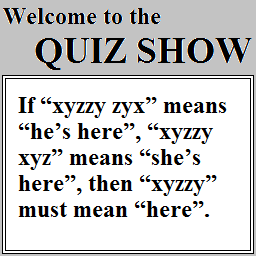 Welcome to the
QUIZ SHOW
If “xyzzy zyx” means
“he’s here”, “xyzzy
xyz” means “she’s
here”, then “xyzzy”
must mean “here”.